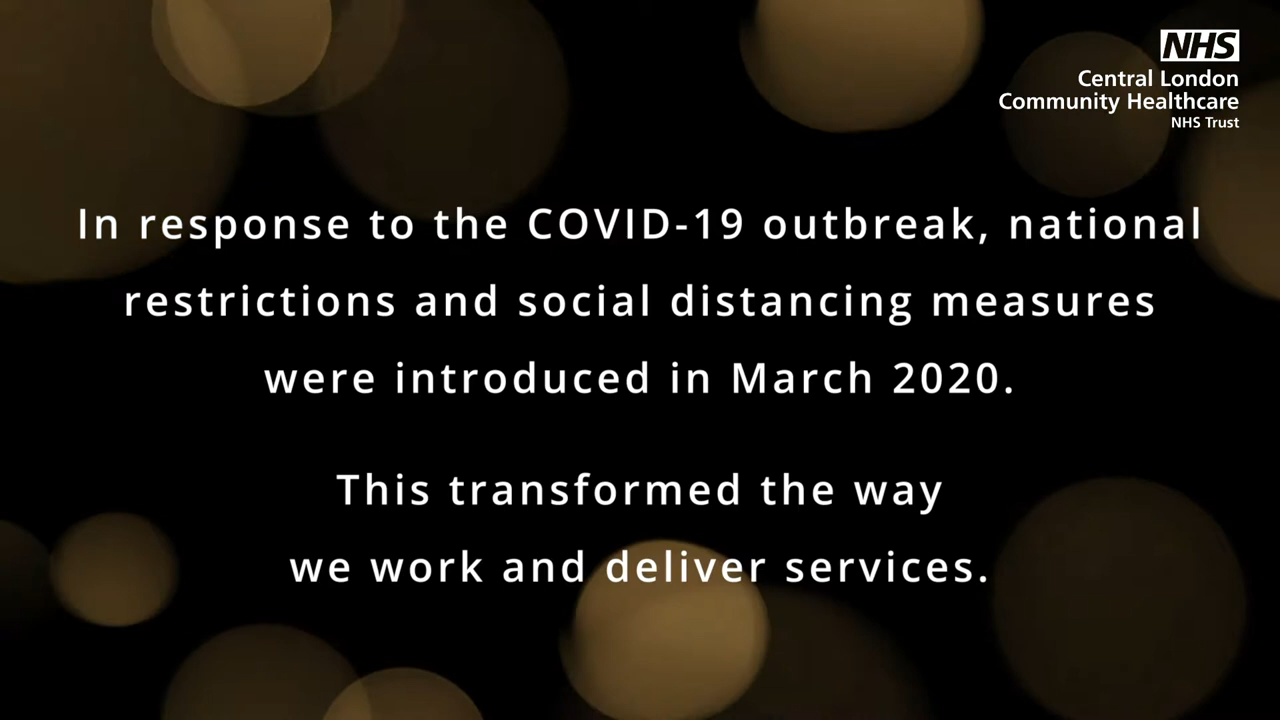 NHS
Central London
Community Healthcare
NHS Trust
In response to the COVID-19 outbreak, national
restrictions and social distancing measures
were introduced in March 2020.
This transformed the way
we work and deliver services.